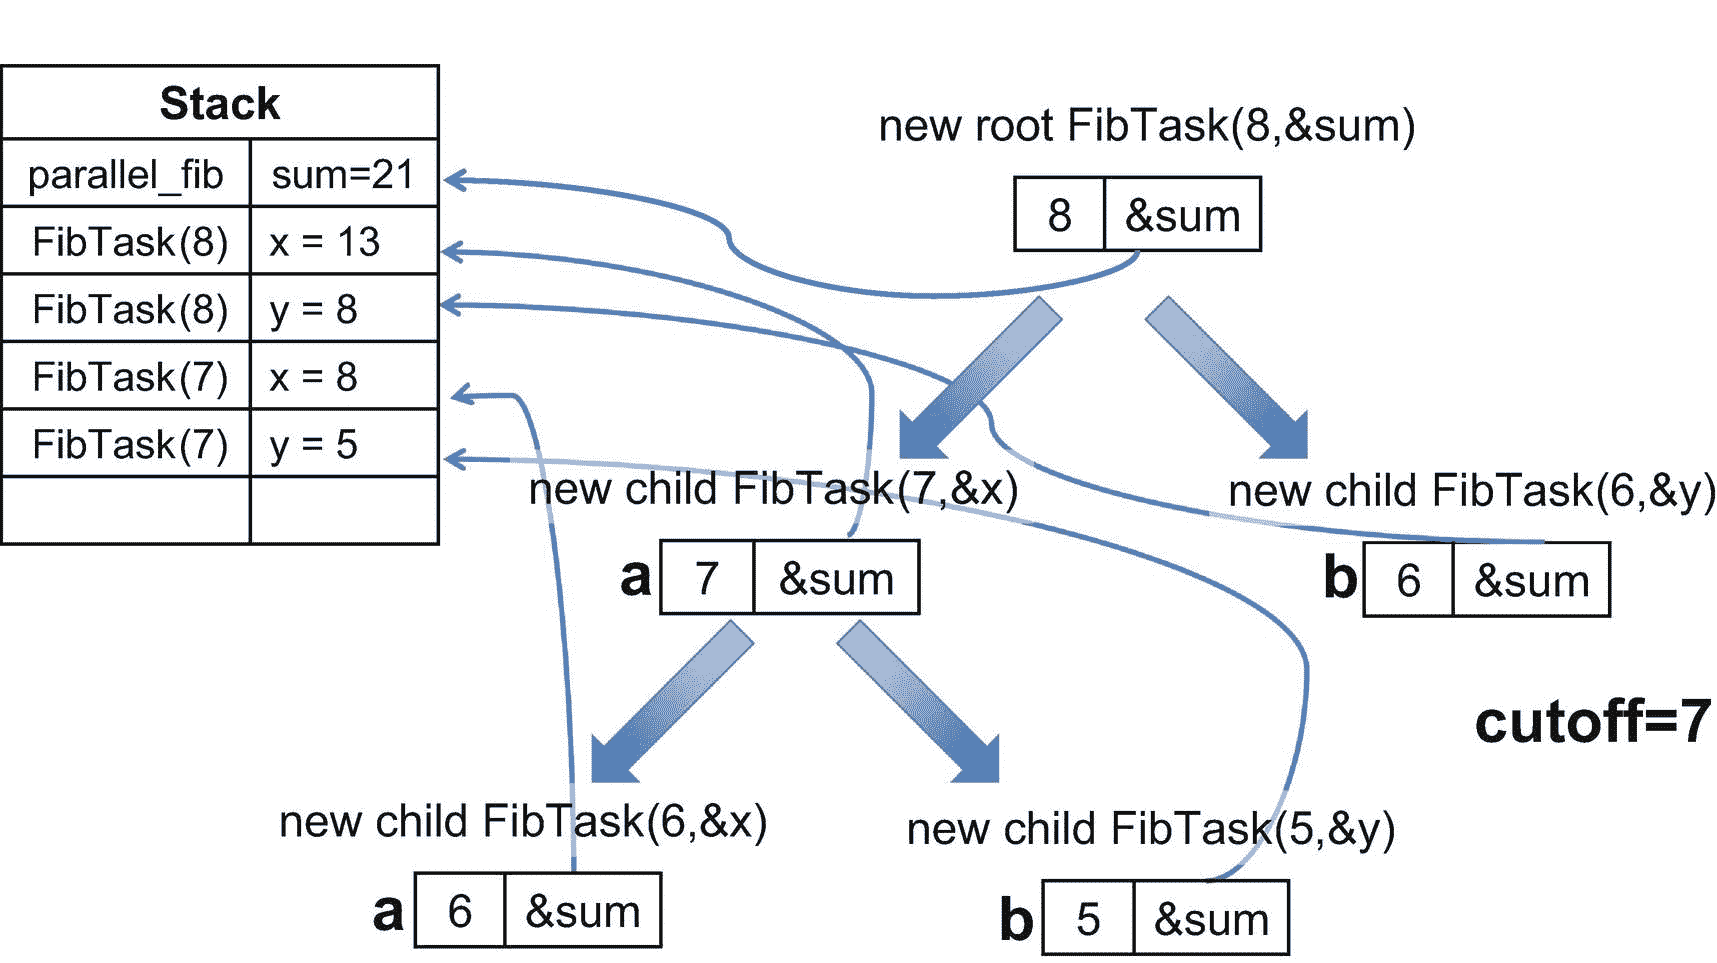 Stack
parallel_fib sum=21
FibTask(8) x = 13
FibTask(8) y = 8
FibTask(7) x = 8
FibTask(7) y = 5
new root FibTask(8,&sum)
8 &sum
new child FibTask(7,&x)
a 7 &sum
new child FibTask(6,&y)
b 6 &sum
cutoff=7
new child FibTask(6,&x)
a 6 &sum
new child FibTask(5,&y)
b 5 &sum